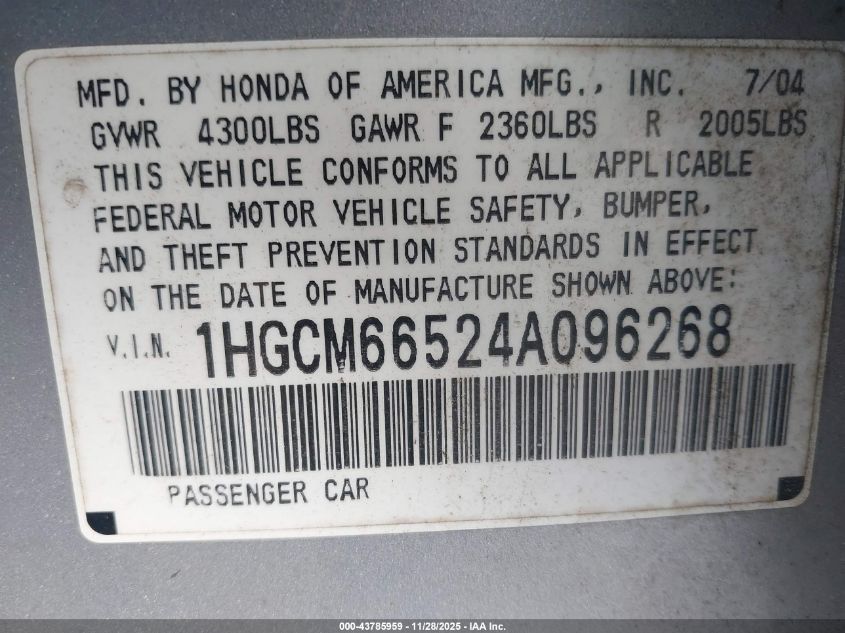 MFD. BY HONDA OF AMERICA MFG., INC. 7/04
GVWR 4300LBS GAWR F 2360LBS R 2005LBS
THIS VEHICLE CONFORMS TO ALL APPLICABLE
FEDERAL MOTOR VEHICLE SAFETY, BUMPER,
AND THEFT PREVENTION STANDARDS IN EFFECT
ON THE DATE OF MANUFACTURE SHOWN ABOVE:
V.I.N. 1HGCM66524A096268
PASSENGER CAR
000-43785959 - 11/28/2025 - IAA Inc.